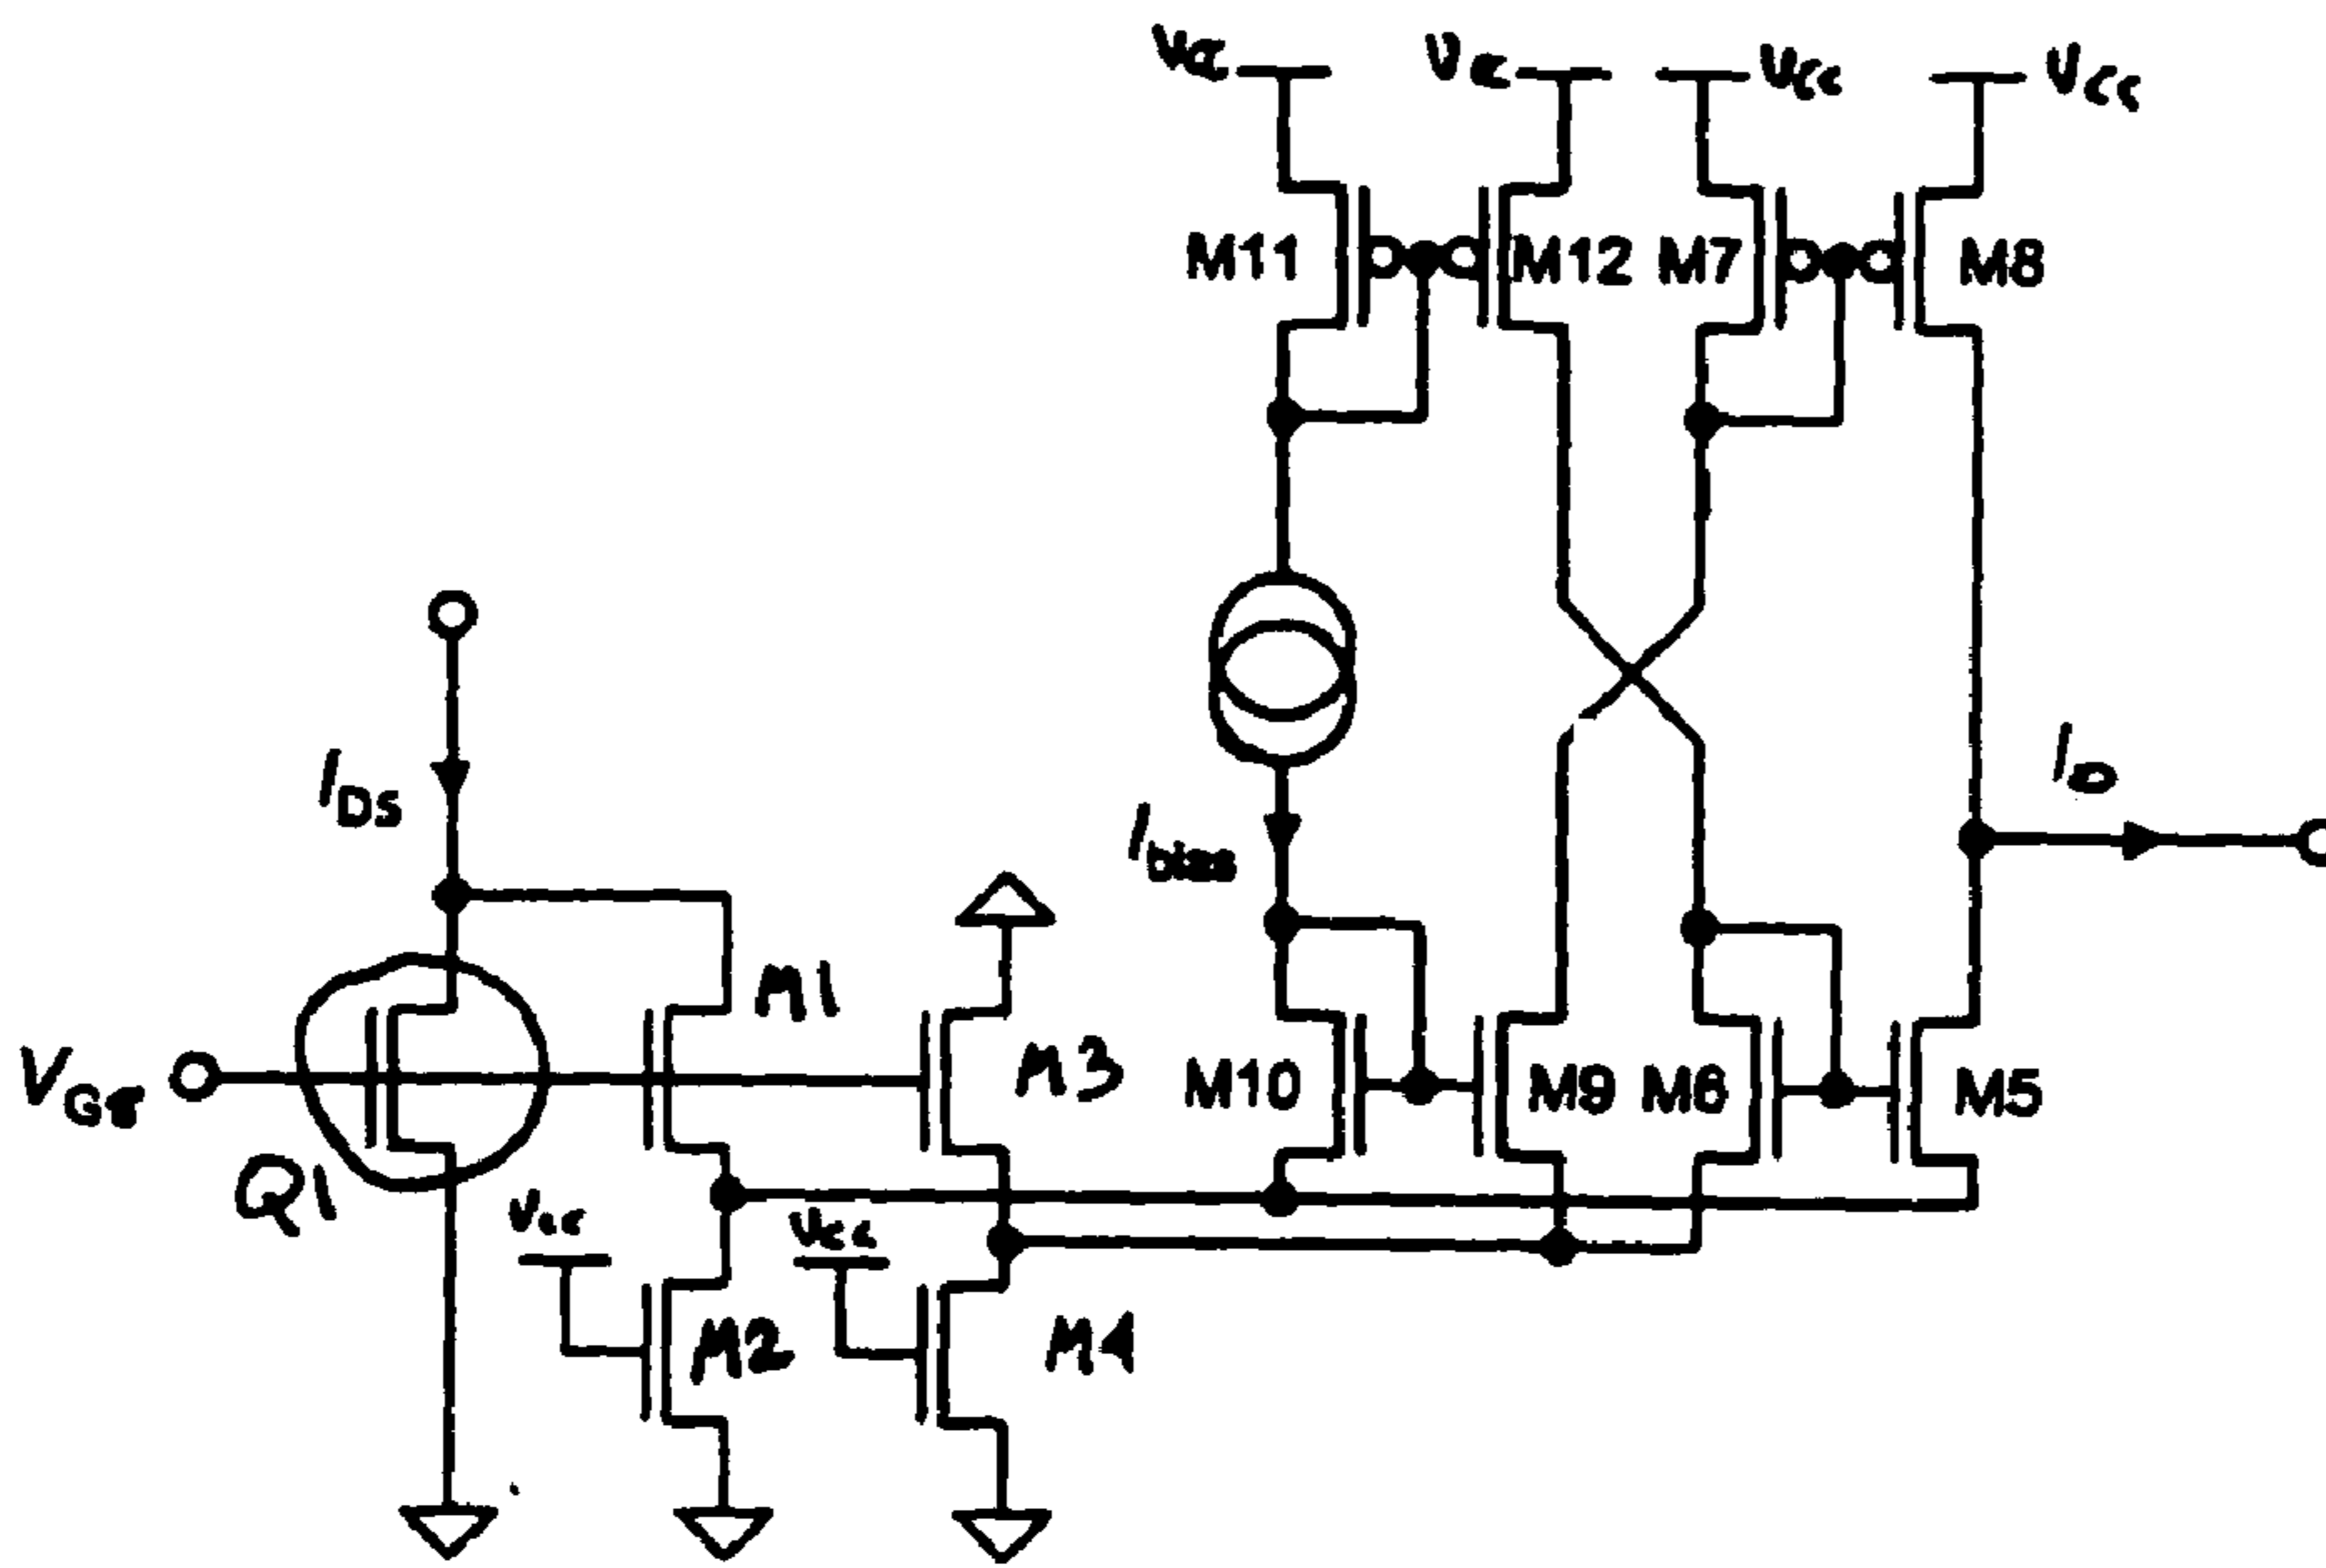 VCC VCC VCC VCC
M11 M12 M7 M8
IDS
IO
Ibias
M1
M3
VGS
M10 M9 M6 M5
Q1
VCC VCC
M2 M4